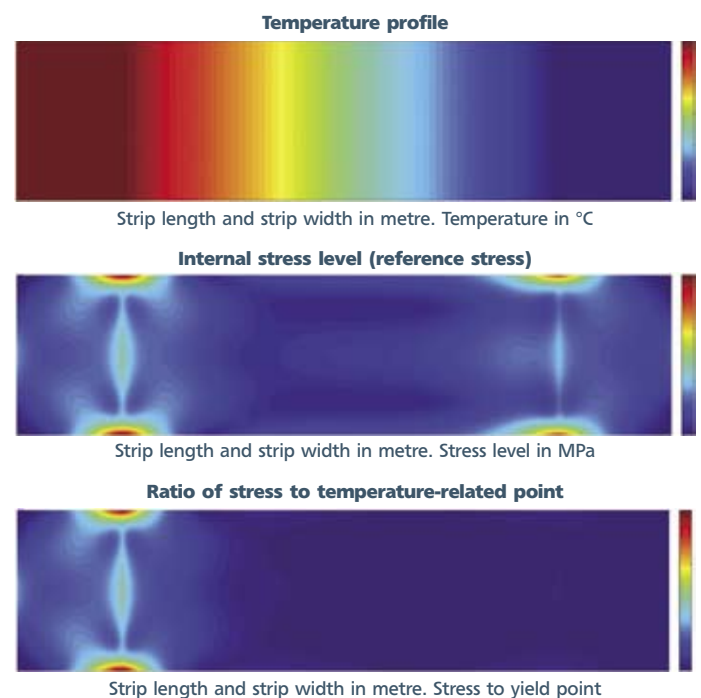 Temperature profile
Strip length and strip width in metre. Temperature in °C
Internal stress level (reference stress)
Strip length and strip width in metre. Stress level in MPa
Ratio of stress to temperature-related point
Strip length and strip width in metre. Stress to yield point